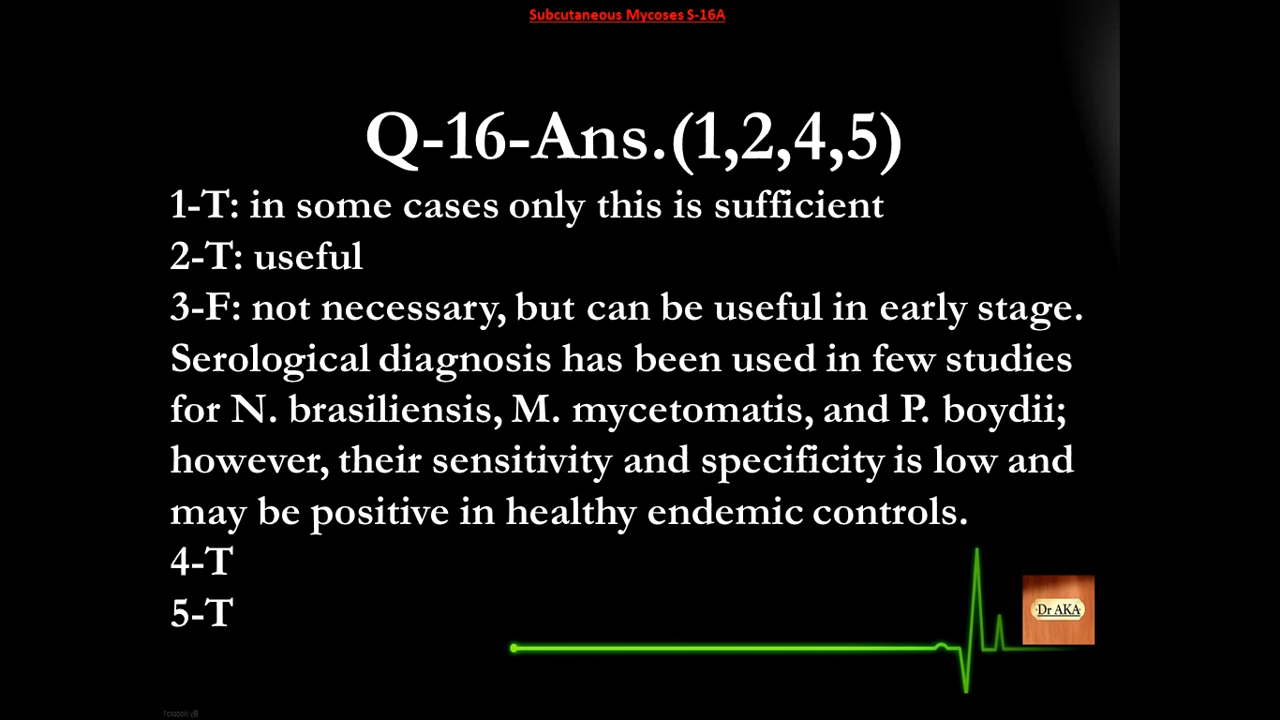 Subcutaneous Mycoses S-16A
Q-16-Ans.(1,2,4,5)
1-T: in some cases only this is sufficient
2-T: useful
3-F: not necessary, but can be useful in early stage.
Serological diagnosis has been used in few studies
for N. brasiliensis, M. mycetomatis, and P. boydii;
however, their sensitivity and specificity is low and
may be positive in healthy endemic controls.
4-T
5-T
Dr AKA